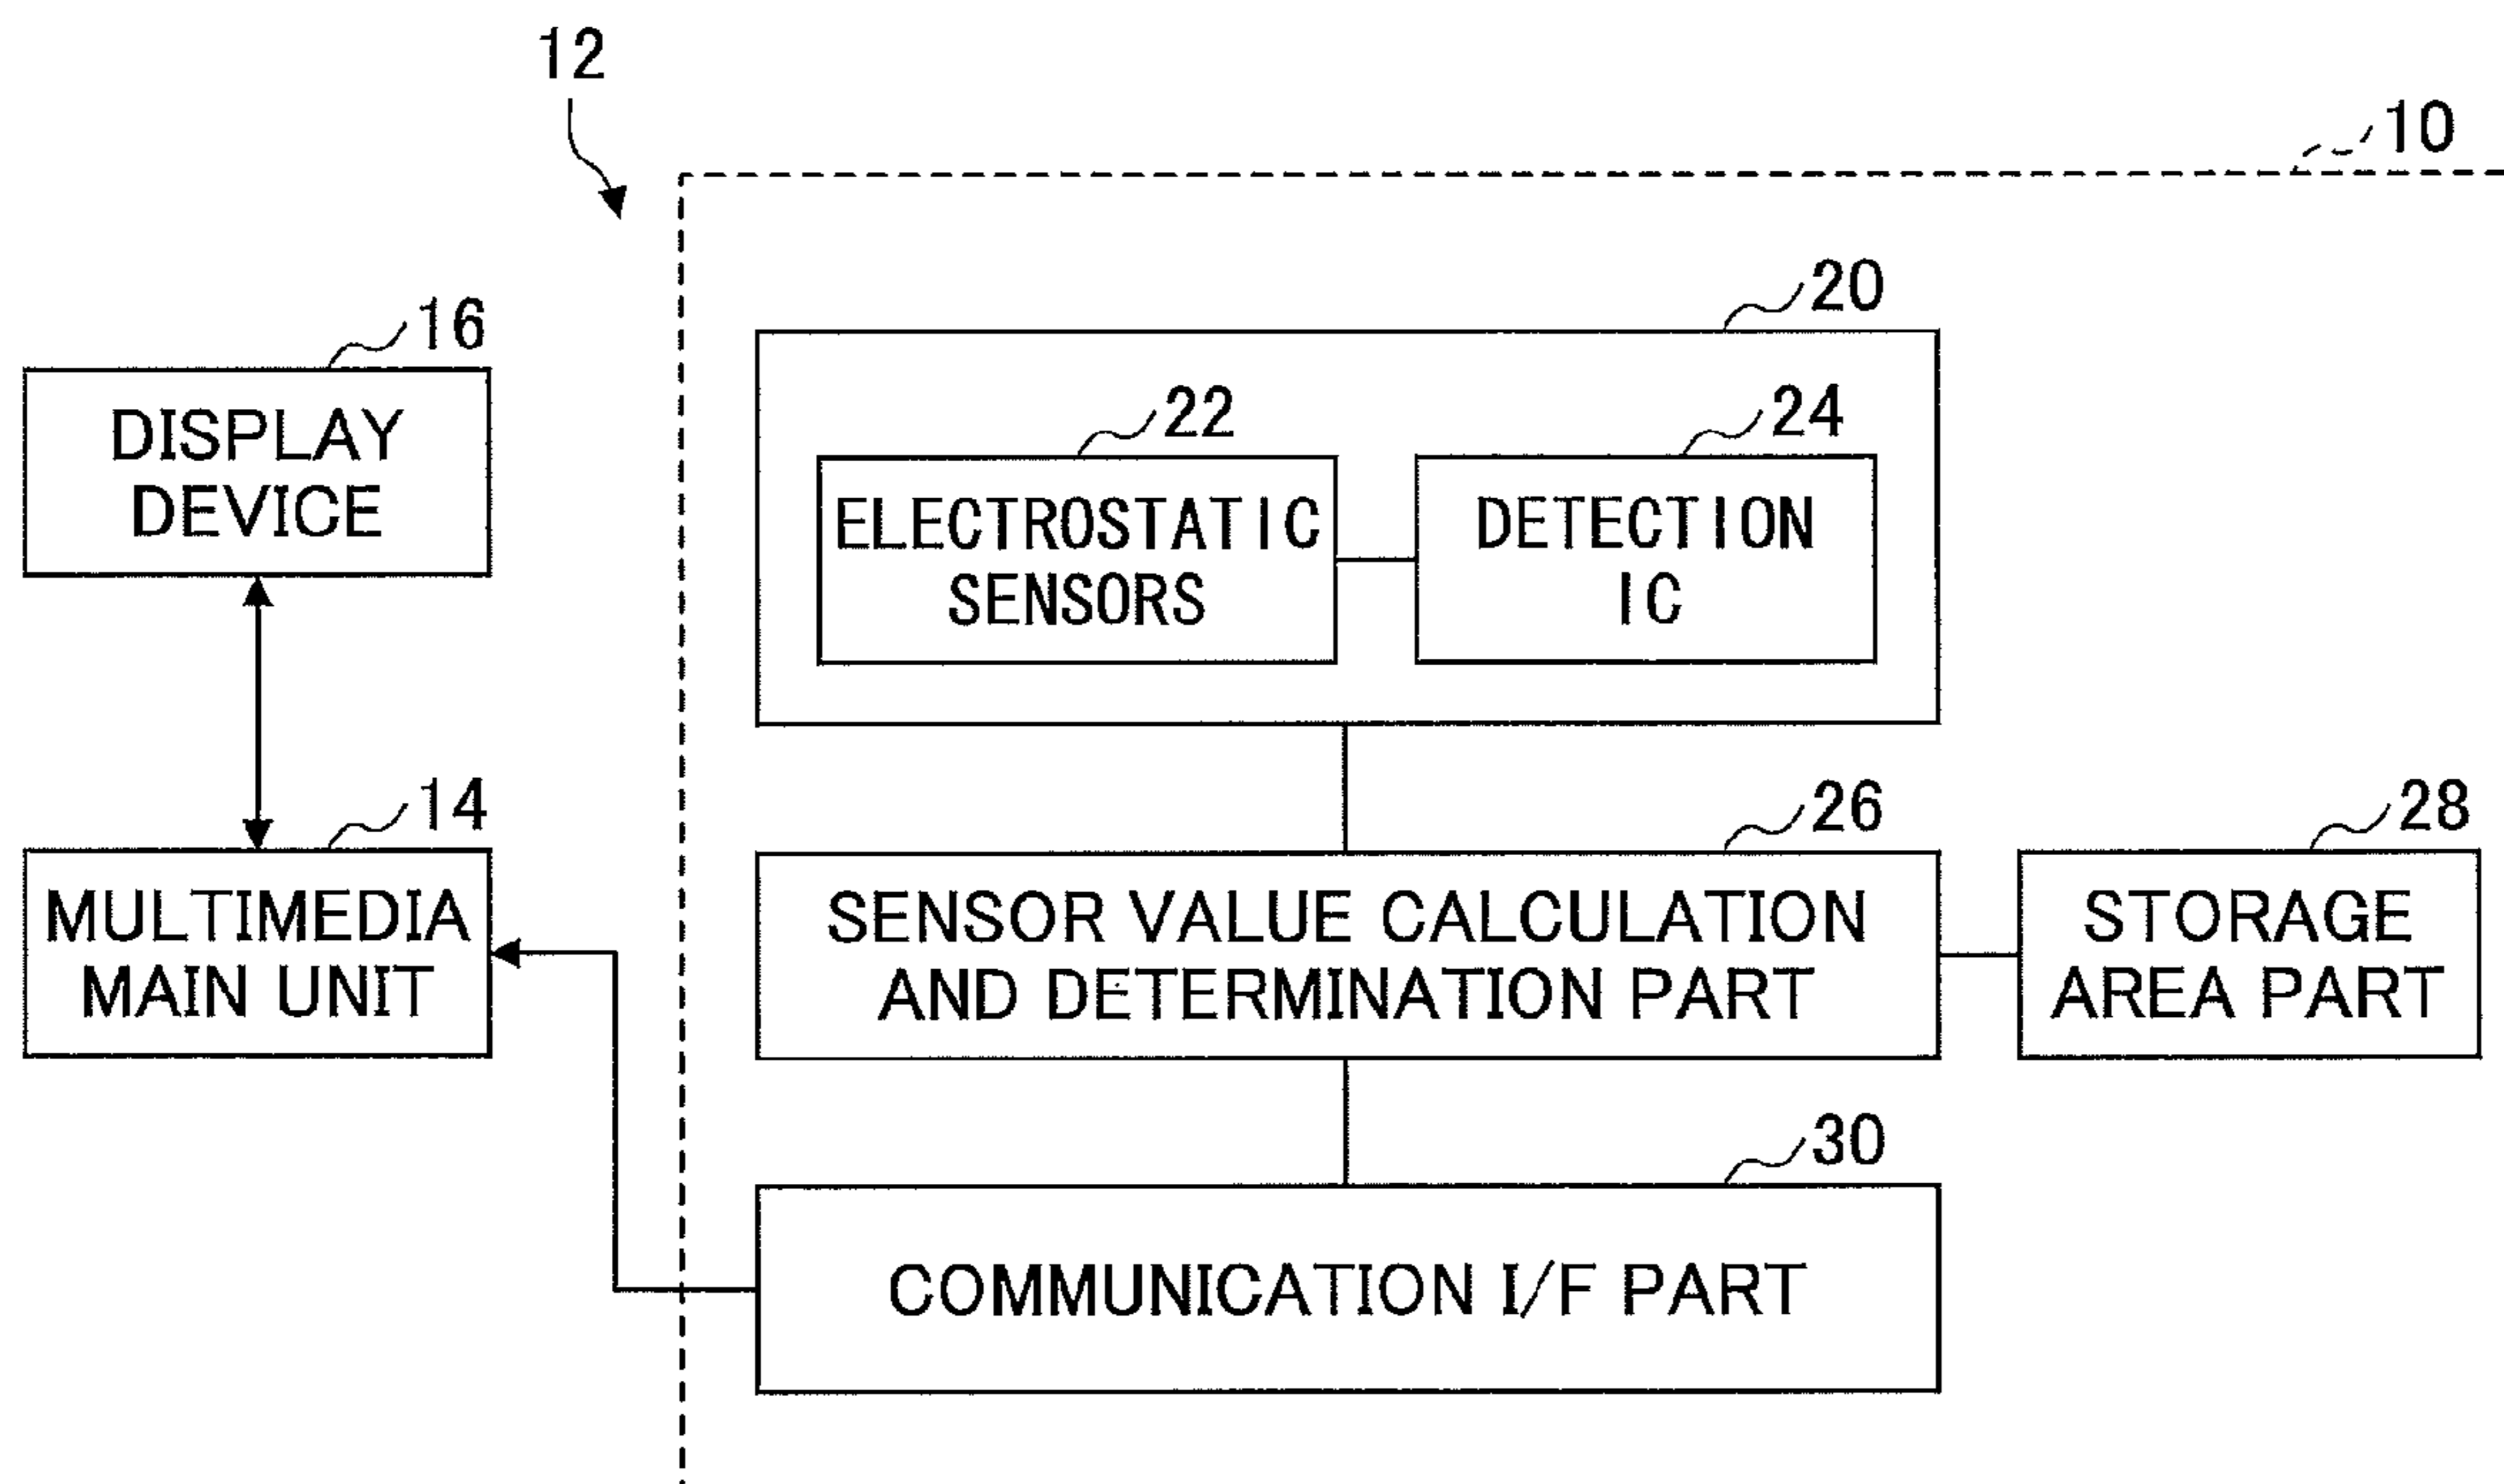 12
10
20
16
22
24
DISPLAY
DEVICE
ELECTROSTATIC
SENSORS
DETECTION
IC
14
26
28
MULTIMEDIA
MAIN UNIT
SENSOR VALUE CALCULATION
AND DETERMINATION PART
STORAGE
AREA PART
30
COMMUNICATION I/F PART